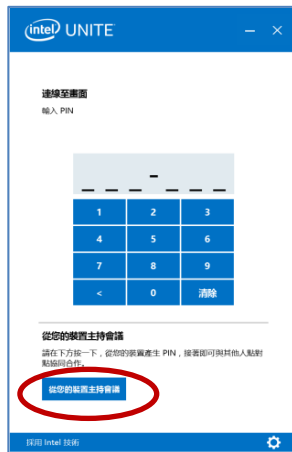 intel UNITE
連線至畫面
輸入 PIN
_ _ _ - _ _ _
1 2 3
4 5 6
7 8 9
< 0 清除
從您的裝置主持會議
請在下方按一下，從您的裝置產生 PIN，接著即可與其他人點對
點協同合作。
從您的裝置主持會議
採用 Intel 技術